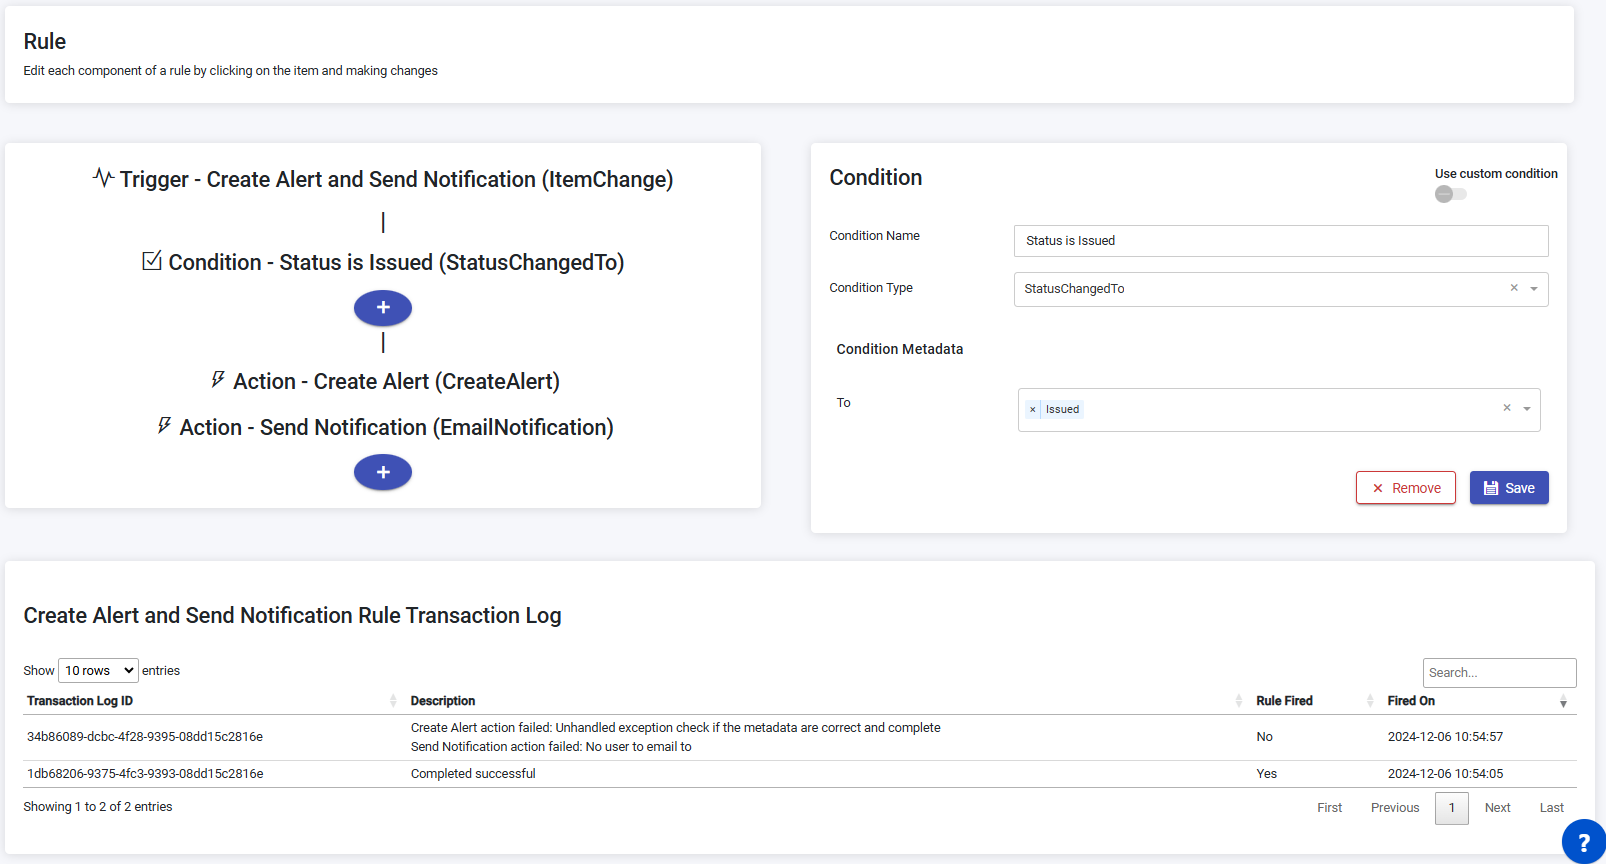 Rule
Edit each component of a rule by clicking on the item and making changes
Trigger - Create Alert and Send Notification (ItemChange)
Condition - Status is Issued (StatusChangedTo)
+
Action - Create Alert (CreateAlert)
Action - Send Notification (EmailNotification)
+
Condition
Use custom condition
Condition Name
Status is Issued
Condition Type
StatusChangedTo
Condition Metadata
To
× Issued
Remove
Save
Create Alert and Send Notification Rule Transaction Log
Show 10 rows entries
Search...
Transaction Log ID Description Rule Fired Fired On
34b86089-dcbc-4f28-9395-08dd15c2816e Create Alert action failed: Unhandled exception check if the metadata are correct and complete
Send Notification action failed: No user to email to No 2024-12-06 10:54:57
1db68206-9375-4fc3-9393-08dd15c2816e Completed successful Yes 2024-12-06 10:54:05
Showing 1 to 2 of 2 entries
First Previous 1 Next Last
?